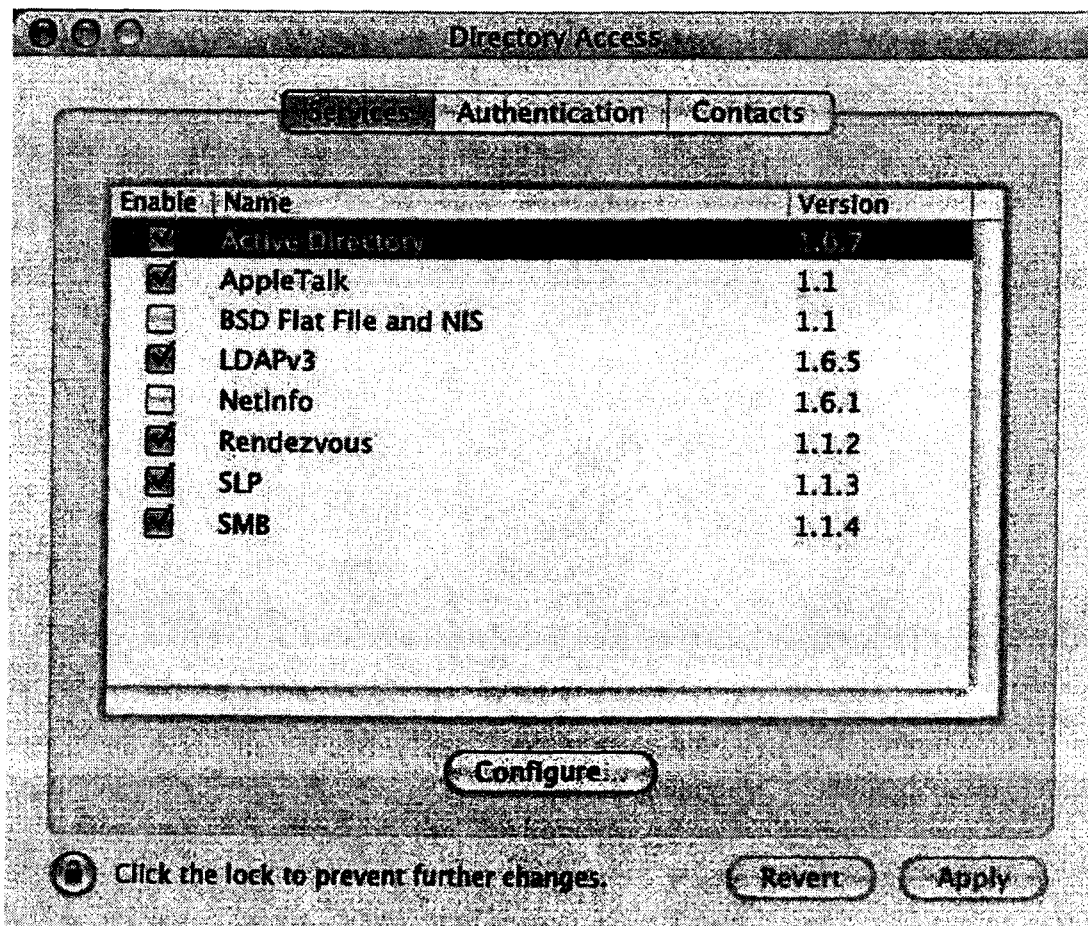 Directory Access
Services Authentication Contacts
Enable Name Version
Active Directory 1.6.7
AppleTalk 1.1
BSD Flat File and NIS 1.1
LDAPv3 1.6.5
NetInfo 1.6.1
Rendezvous 1.1.2
SLP 1.1.3
SMB 1.1.4
Configure...
Click the lock to prevent further changes.
Revert Apply